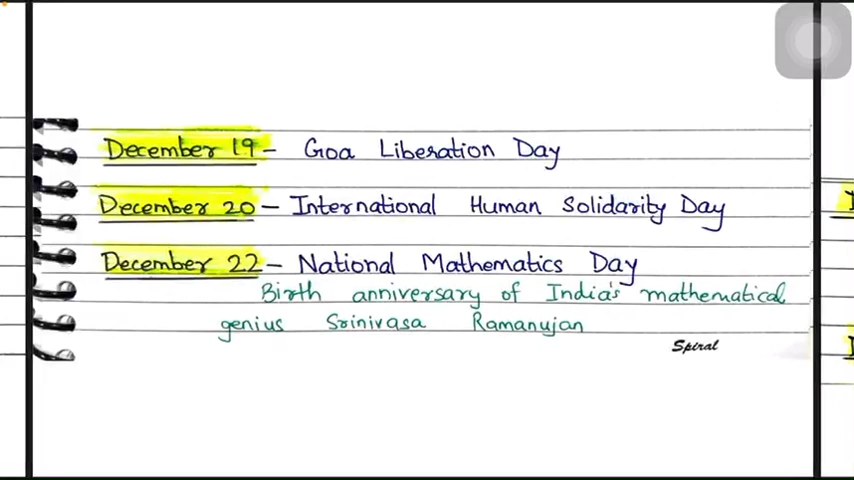 December 19 - Goa Liberation Day
December 20 - International Human Solidarity Day
December 22 - National Mathematics Day
Birth anniversary of India's mathematical
genius Srinivasa Ramanujan
Spiral